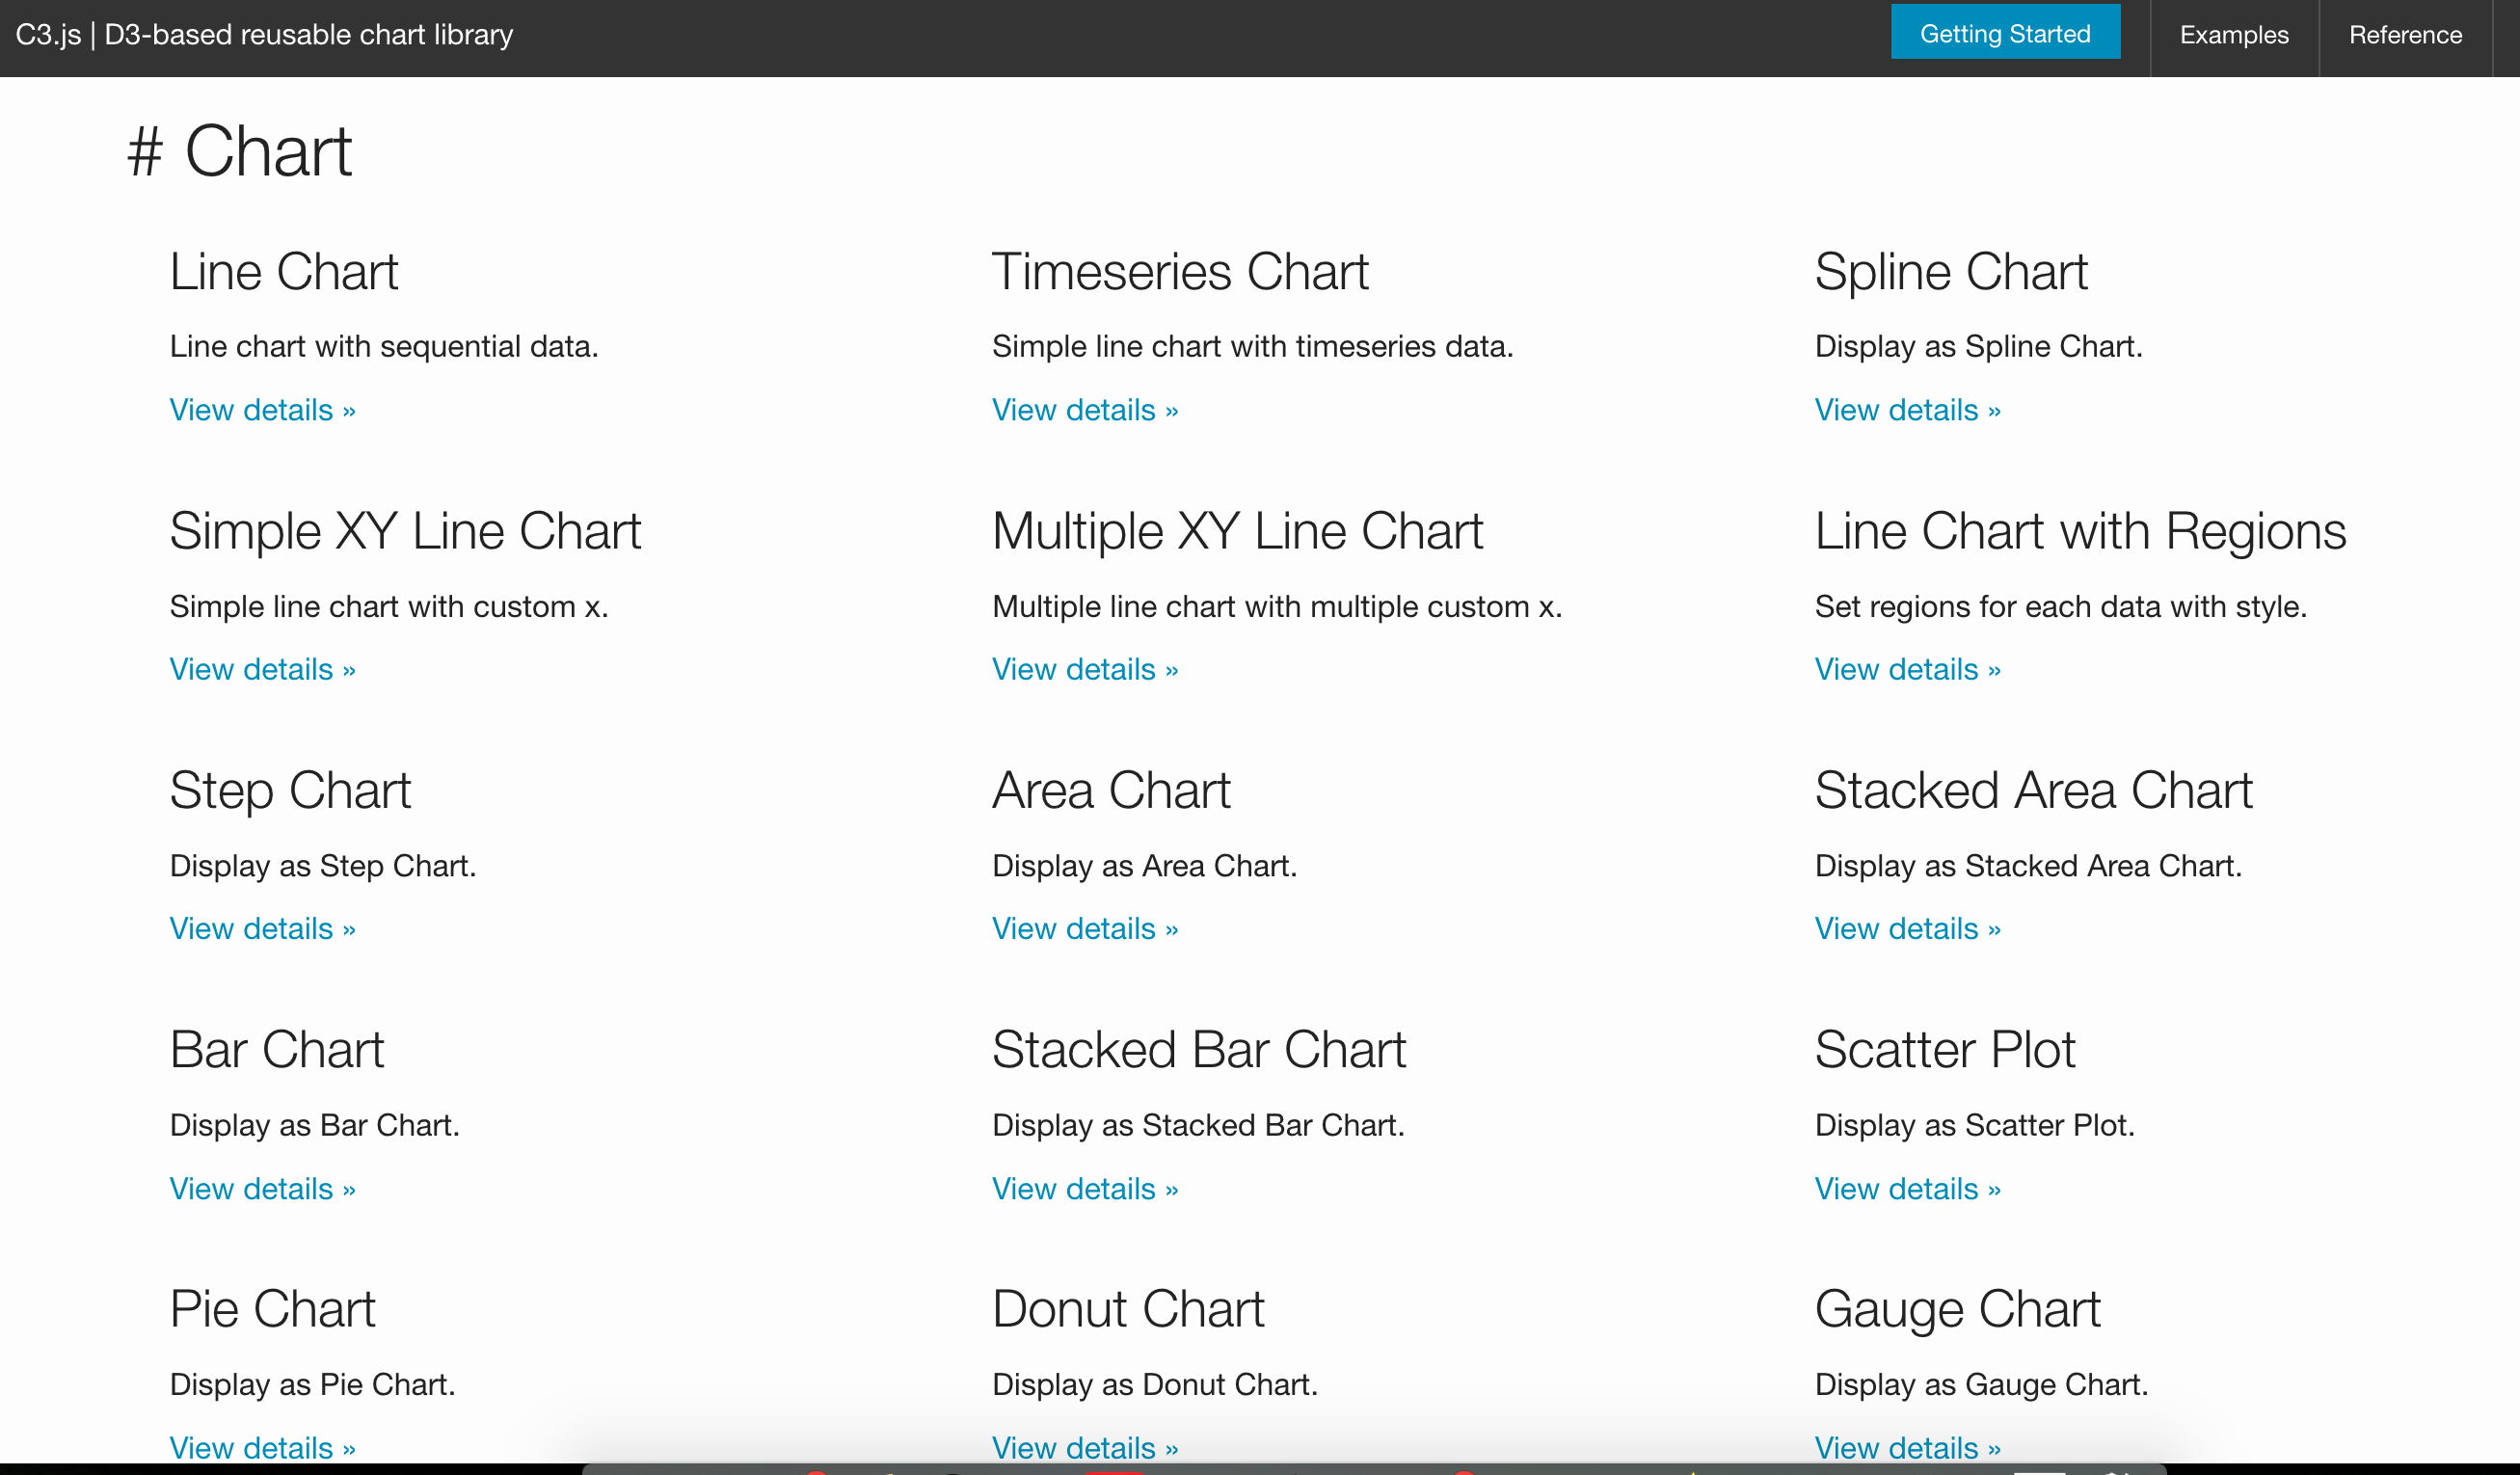 C3.js | D3-based reusable chart library
Getting Started
Examples
Reference
# Chart
Line Chart
Line chart with sequential data.
View details »
Timeseries Chart
Simple line chart with timeseries data.
View details »
Spline Chart
Display as Spline Chart.
View details »
Simple XY Line Chart
Simple line chart with custom x.
View details »
Multiple XY Line Chart
Multiple line chart with multiple custom x.
View details »
Line Chart with Regions
Set regions for each data with style.
View details »
Step Chart
Display as Step Chart.
View details »
Area Chart
Display as Area Chart.
View details »
Stacked Area Chart
Display as Stacked Area Chart.
View details »
Bar Chart
Display as Bar Chart.
View details »
Stacked Bar Chart
Display as Stacked Bar Chart.
View details »
Scatter Plot
Display as Scatter Plot.
View details »
Pie Chart
Display as Pie Chart.
View details »
Donut Chart
Display as Donut Chart.
View details »
Gauge Chart
Display as Gauge Chart.
View details »